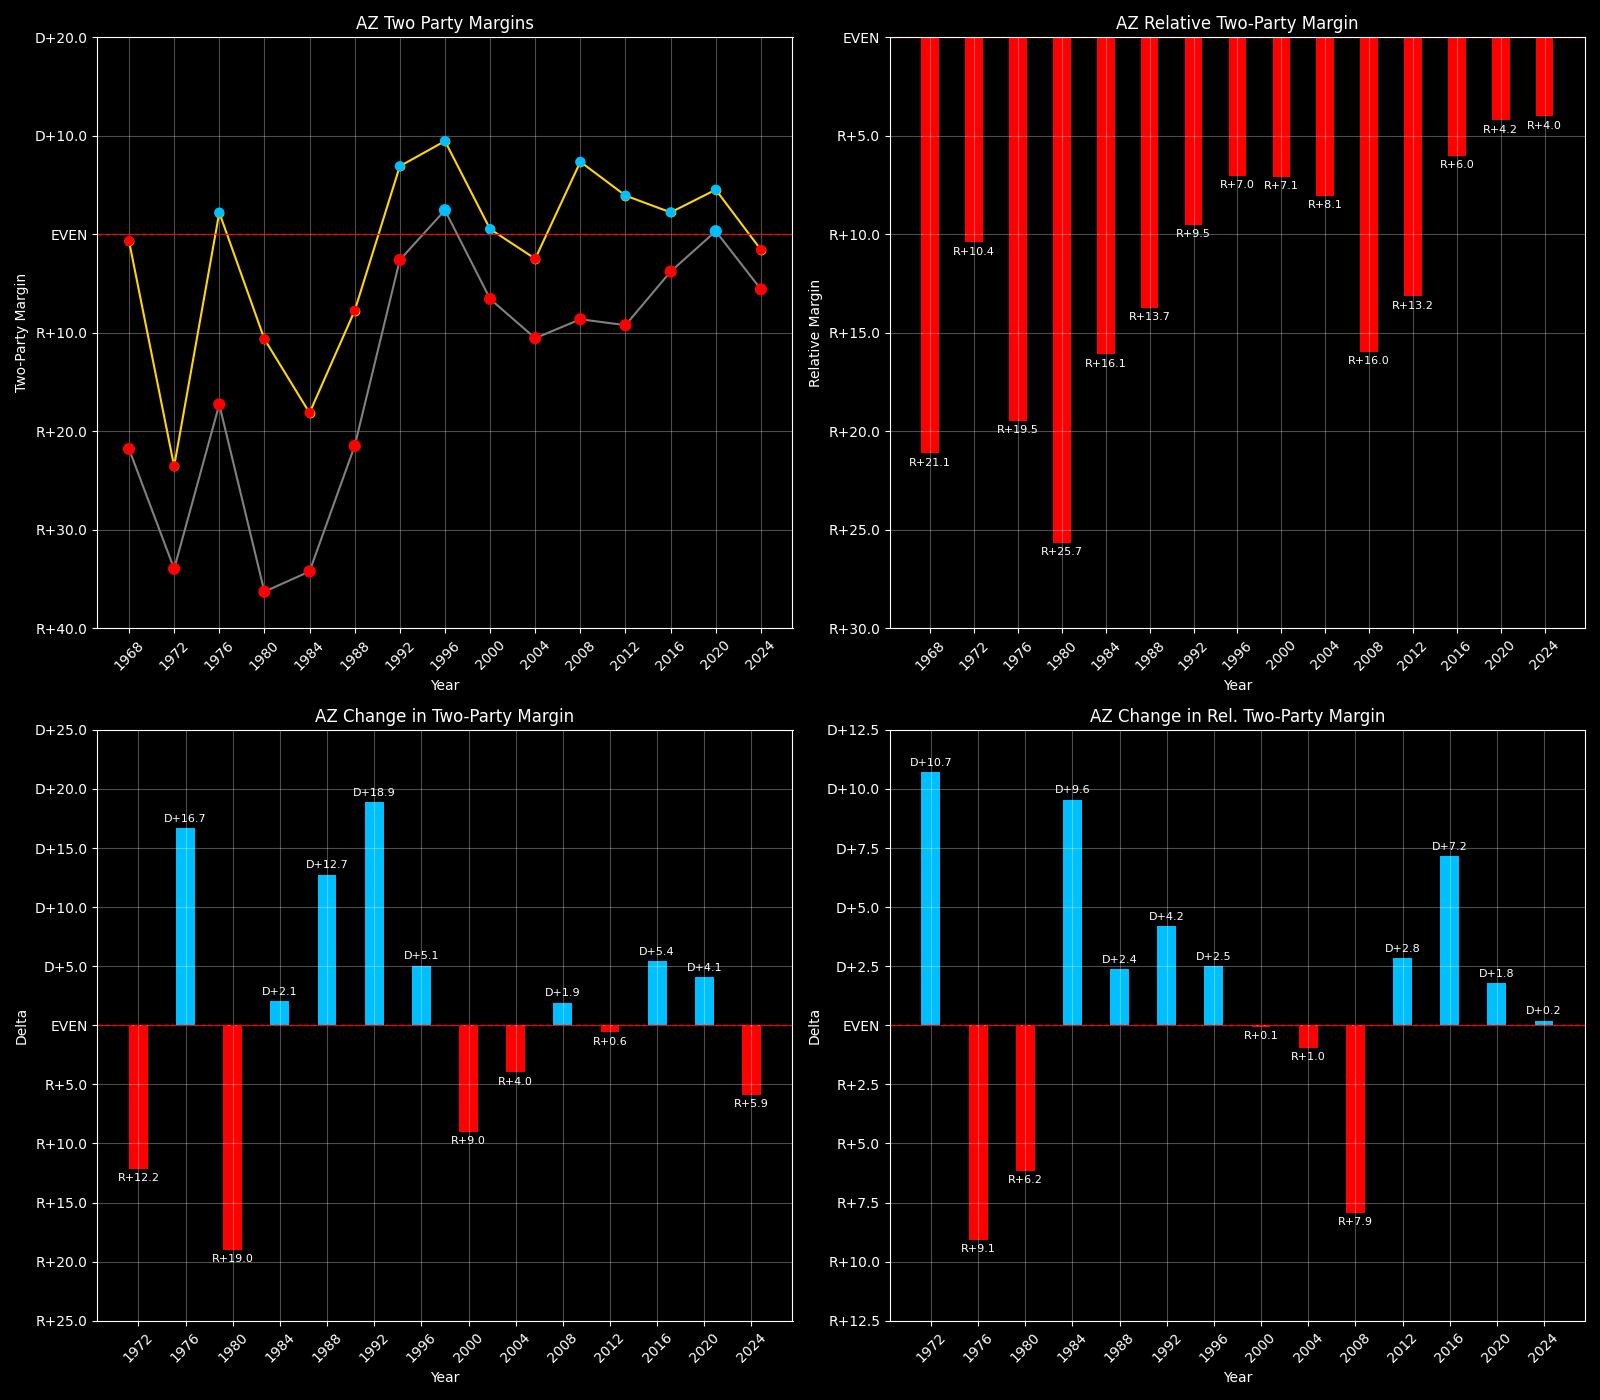 AZ Two Party Margins
D+20.0
D+10.0
EVEN
R+10.0
R+20.0
R+30.0
R+40.0
Two-Party Margin
1968 1972 1976 1980 1984 1988 1992 1996 2000 2004 2008 2012 2016 2020 2024
Year
AZ Relative Two-Party Margin
EVEN
R+5.0
R+10.0
R+15.0
R+20.0
R+25.0
R+30.0
Relative Margin
R+21.1
R+10.4
R+19.5
R+25.7
R+16.1
R+13.7
R+9.5
R+7.0
R+7.1
R+8.1
R+16.0
R+13.2
R+6.0
R+4.2
R+4.0
1968 1972 1976 1980 1984 1988 1992 1996 2000 2004 2008 2012 2016 2020 2024
Year
AZ Change in Two-Party Margin
D+25.0
D+20.0
D+15.0
D+10.0
D+5.0
EVEN
R+5.0
R+10.0
R+15.0
R+20.0
R+25.0
Delta
R+12.2
D+16.7
R+19.0
D+2.1
D+12.7
D+18.9
D+5.1
R+9.0
R+4.0
D+1.9
R+0.6
D+5.4
D+4.1
R+5.9
1972 1976 1980 1984 1988 1992 1996 2000 2004 2008 2012 2016 2020 2024
Year
AZ Change in Rel. Two-Party Margin
D+12.5
D+10.0
D+7.5
D+5.0
D+2.5
EVEN
R+2.5
R+5.0
R+7.5
R+10.0
R+12.5
Delta
D+10.7
R+9.1
R+6.2
D+9.6
D+2.4
D+4.2
D+2.5
R+0.1
R+1.0
R+7.9
D+2.8
D+7.2
D+1.8
D+0.2
1972 1976 1980 1984 1988 1992 1996 2000 2004 2008 2012 2016 2020 2024
Year